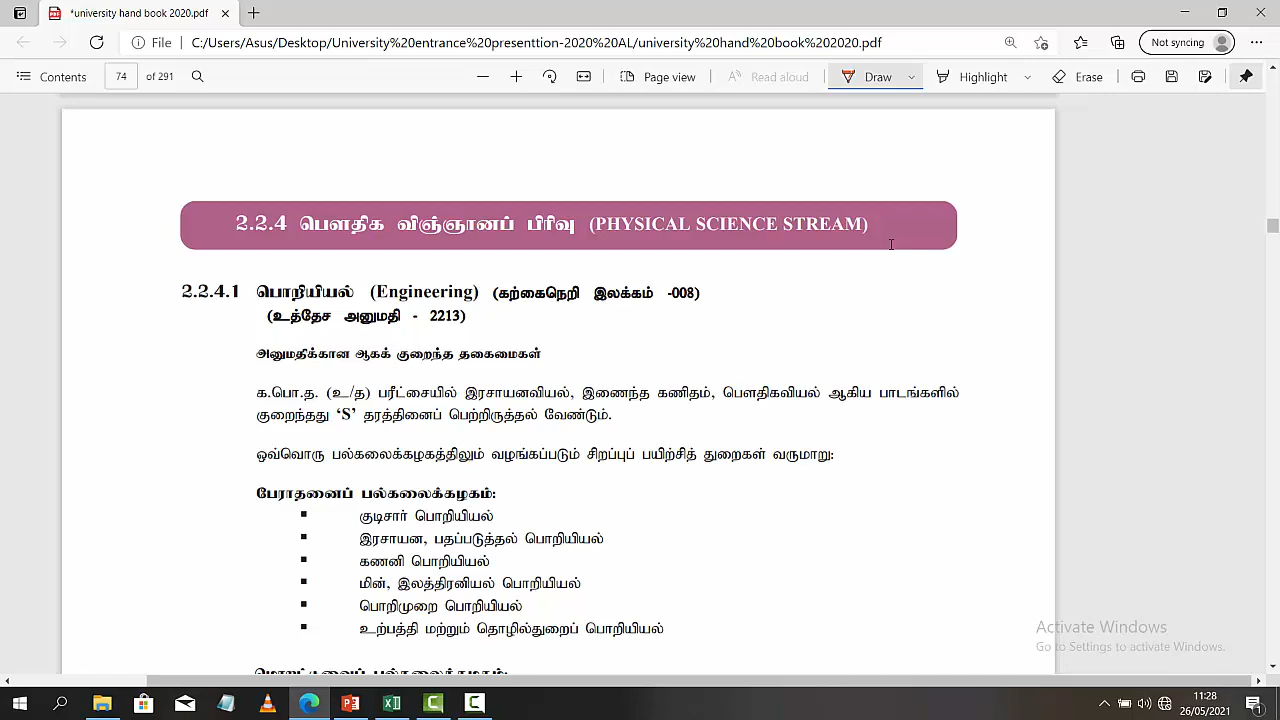 *university hand book 2020.pdf
File
C:/Users/Asus/Desktop/University%20entrance%20presenttion-2020%20AL/university%20hand%20book%202020.pdf
Not syncing
Contents
74
of 291
Page view
Read aloud
Draw
Highlight
Erase
2.2.4 பௌதிக விஞ்ஞானப் பிரிவு (PHYSICAL SCIENCE STREAM)
2.2.4.1 பொறியியல் (Engineering) (கற்கைநெறி இலக்கம் -008)
(உத்தேச அனுமதி - 2213)
அனுமதிக்கான ஆகக் குறைந்த தகைமைகள்
க.பொ.த. (உ/த) பரீட்சையில் இரசாயனவியல், இணைந்த கணிதம், பௌதிகவியல் ஆகிய பாடங்களில்
குறைந்தது ‘S’ தரத்தினைப் பெற்றிருத்தல் வேண்டும்.
ஒவ்வொரு பல்கலைக்கழகத்திலும் வழங்கப்படும் சிறப்புப் பயிற்சித் துறைகள் வருமாறு:
பேராதனைப் பல்கலைக்கழகம்:
▪ குடிசார் பொறியியல்
▪ இரசாயன, பதப்படுத்தல் பொறியியல்
▪ கணனி பொறியியல்
▪ மின், இலத்திரனியல் பொறியியல்
▪ பொறிமுறை பொறியியல்
▪ உற்பத்தி மற்றும் தொழில்துறைப் பொறியியல்
Activate Windows
Go to Settings to activate Windows.
11:28
26/05/2021